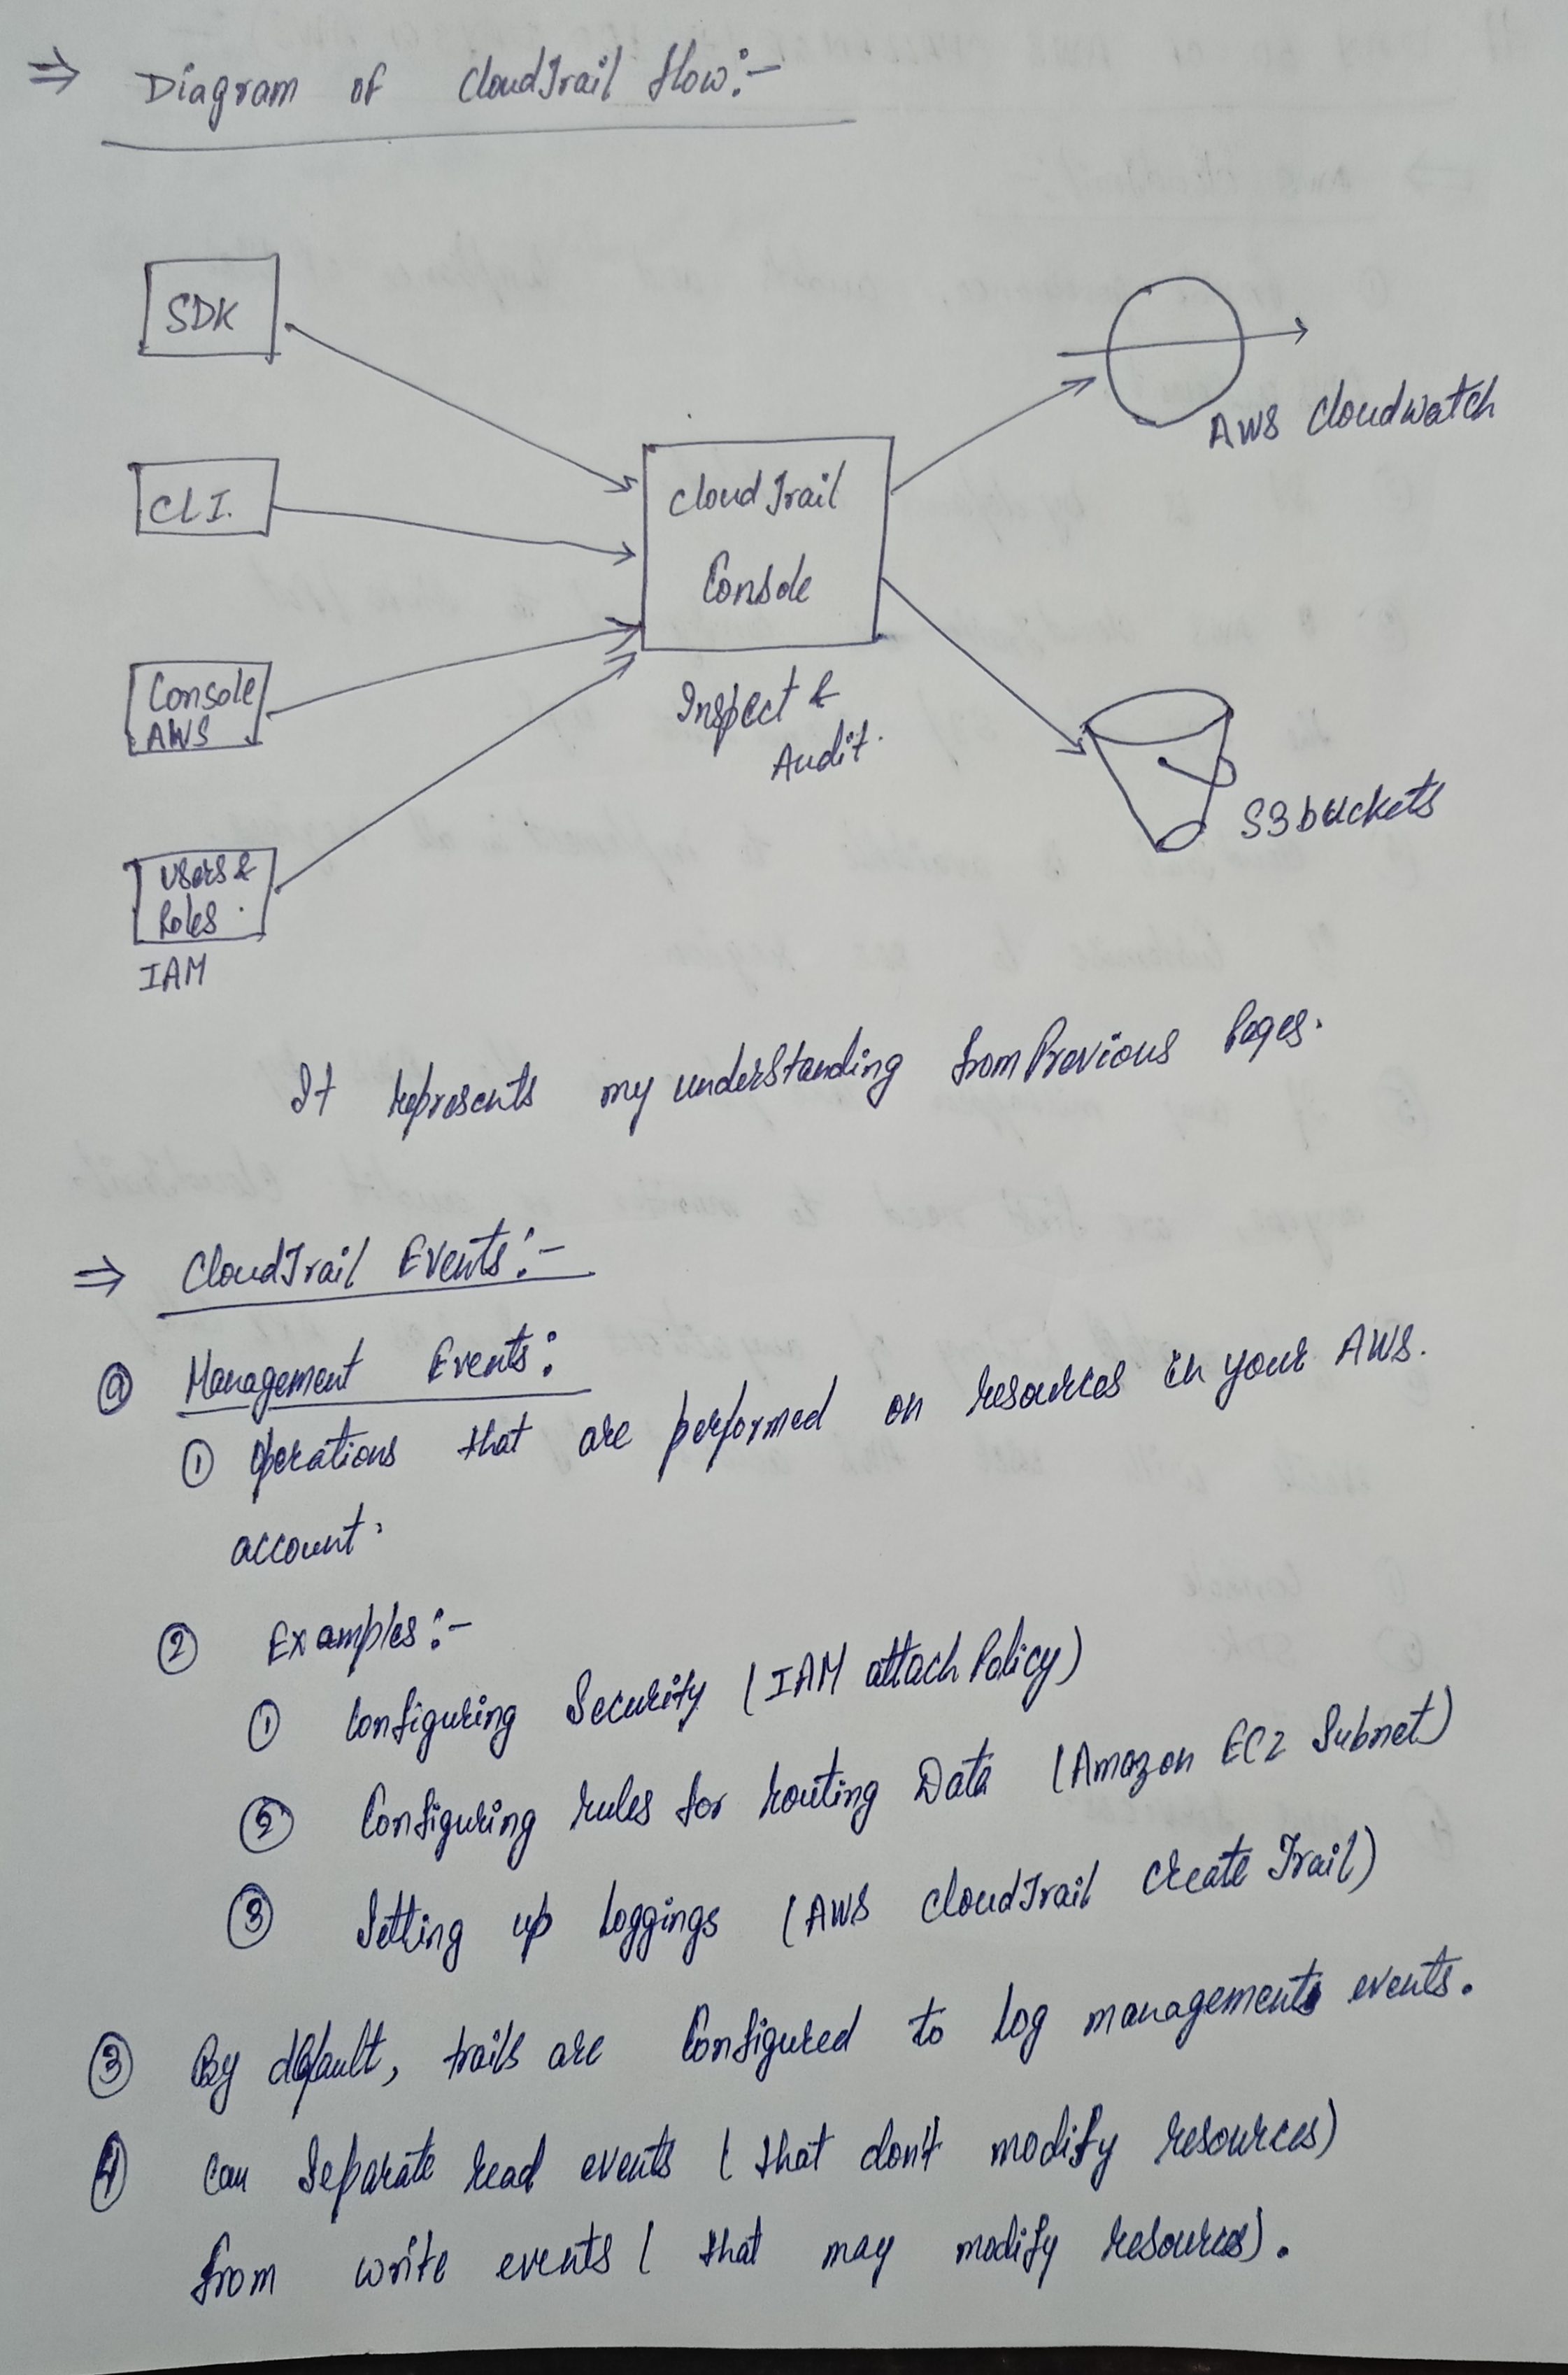 ⇒ Diagram of CloudTrail flow:-
SDK
CLI.
Console
AWS
Users &
Roles.
IAM
CloudTrail
Console
Inspect &
Audit.
AWS Cloudwatch
S3 buckets
It represents my understanding from Previous Pages.
⇒ CloudTrail Events:-
ⓐ Management Events:
① Operations that are performed on resources in your AWS.
account.
② Examples:-
① Configuring Security (IAM attach Policy)
② Configuring rules for routing Data (Amazon EC2 Subnet)
③ Setting up loggings (AWS CloudTrail Create Trail)
③ By default, trails are Configured to log managements events.
④ Can Separate read events (that don't modify resources)
from write events (that may modify resources).